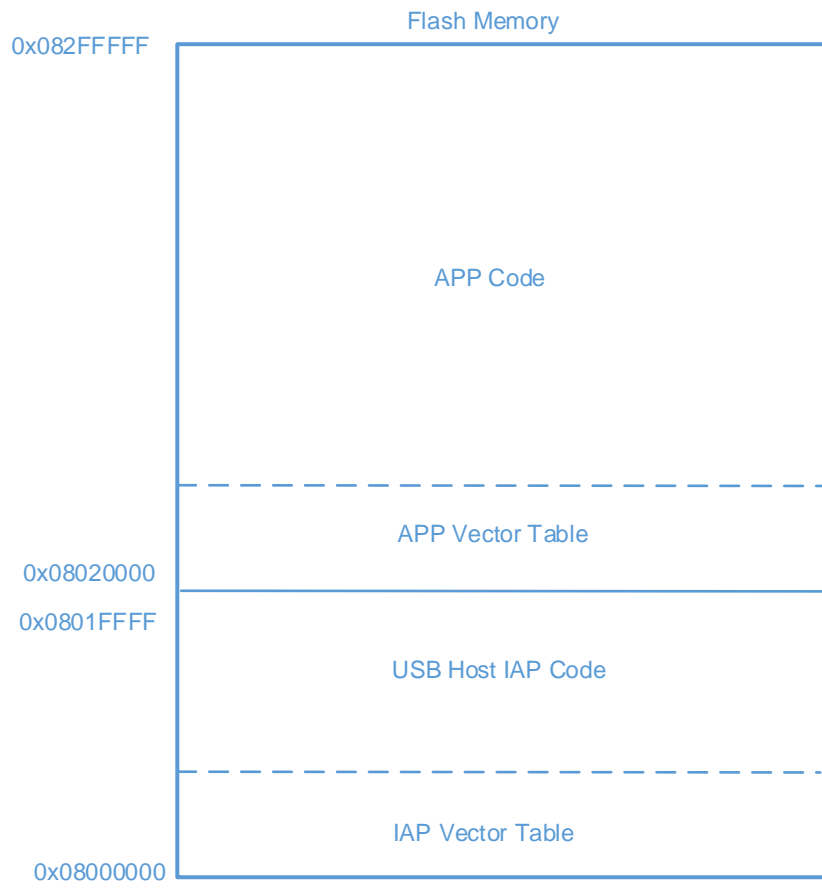 Flash Memory
0x082FFFFF
APP Code
APP Vector Table
0x08020000
0x0801FFFF
USB Host IAP Code
IAP Vector Table
0x08000000